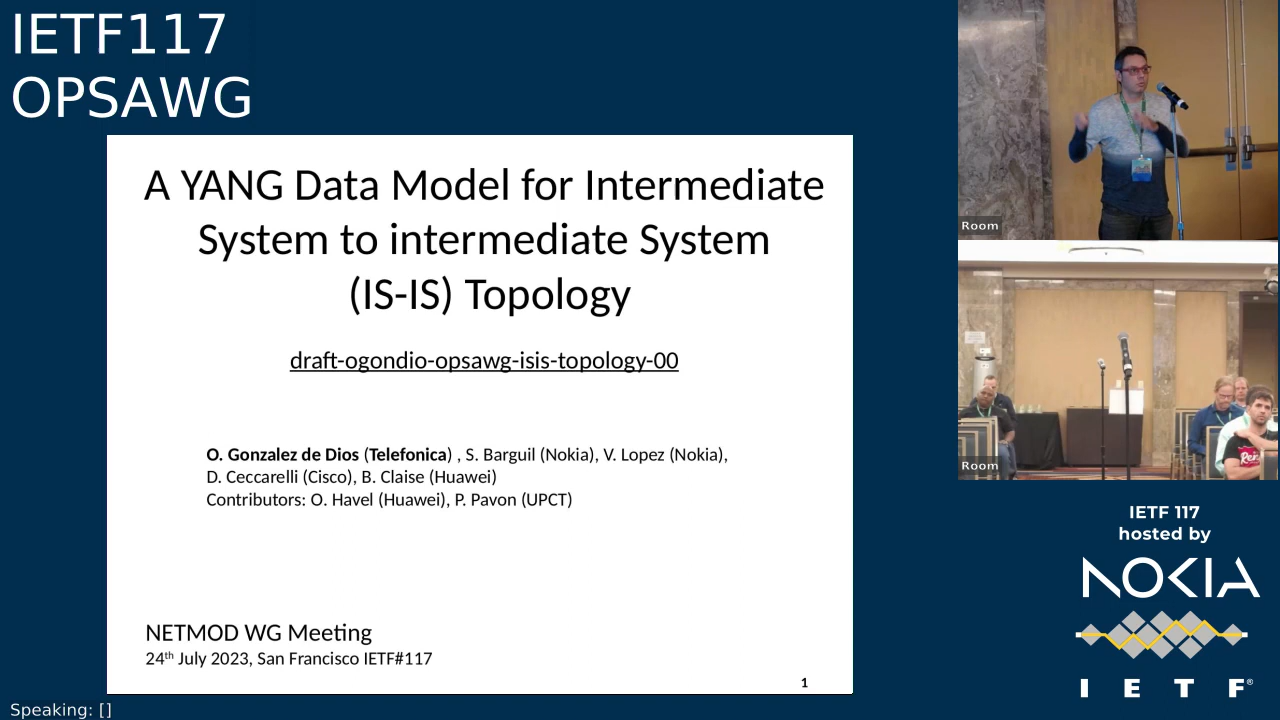 IETF117
OPSAWG
A YANG Data Model for Intermediate
System to intermediate System
(IS-IS) Topology
draft-ogondio-opsawg-isis-topology-00
O. Gonzalez de Dios (Telefonica) , S. Barguil (Nokia), V. Lopez (Nokia),
D. Ceccarelli (Cisco), B. Claise (Huawei)
Contributors: O. Havel (Huawei), P. Pavon (UPCT)
NETMOD WG Meeting
24th July 2023, San Francisco IETF#117
1
Speaking: []
Room
Room
IETF 117
hosted by
NOKIA
I E T F®